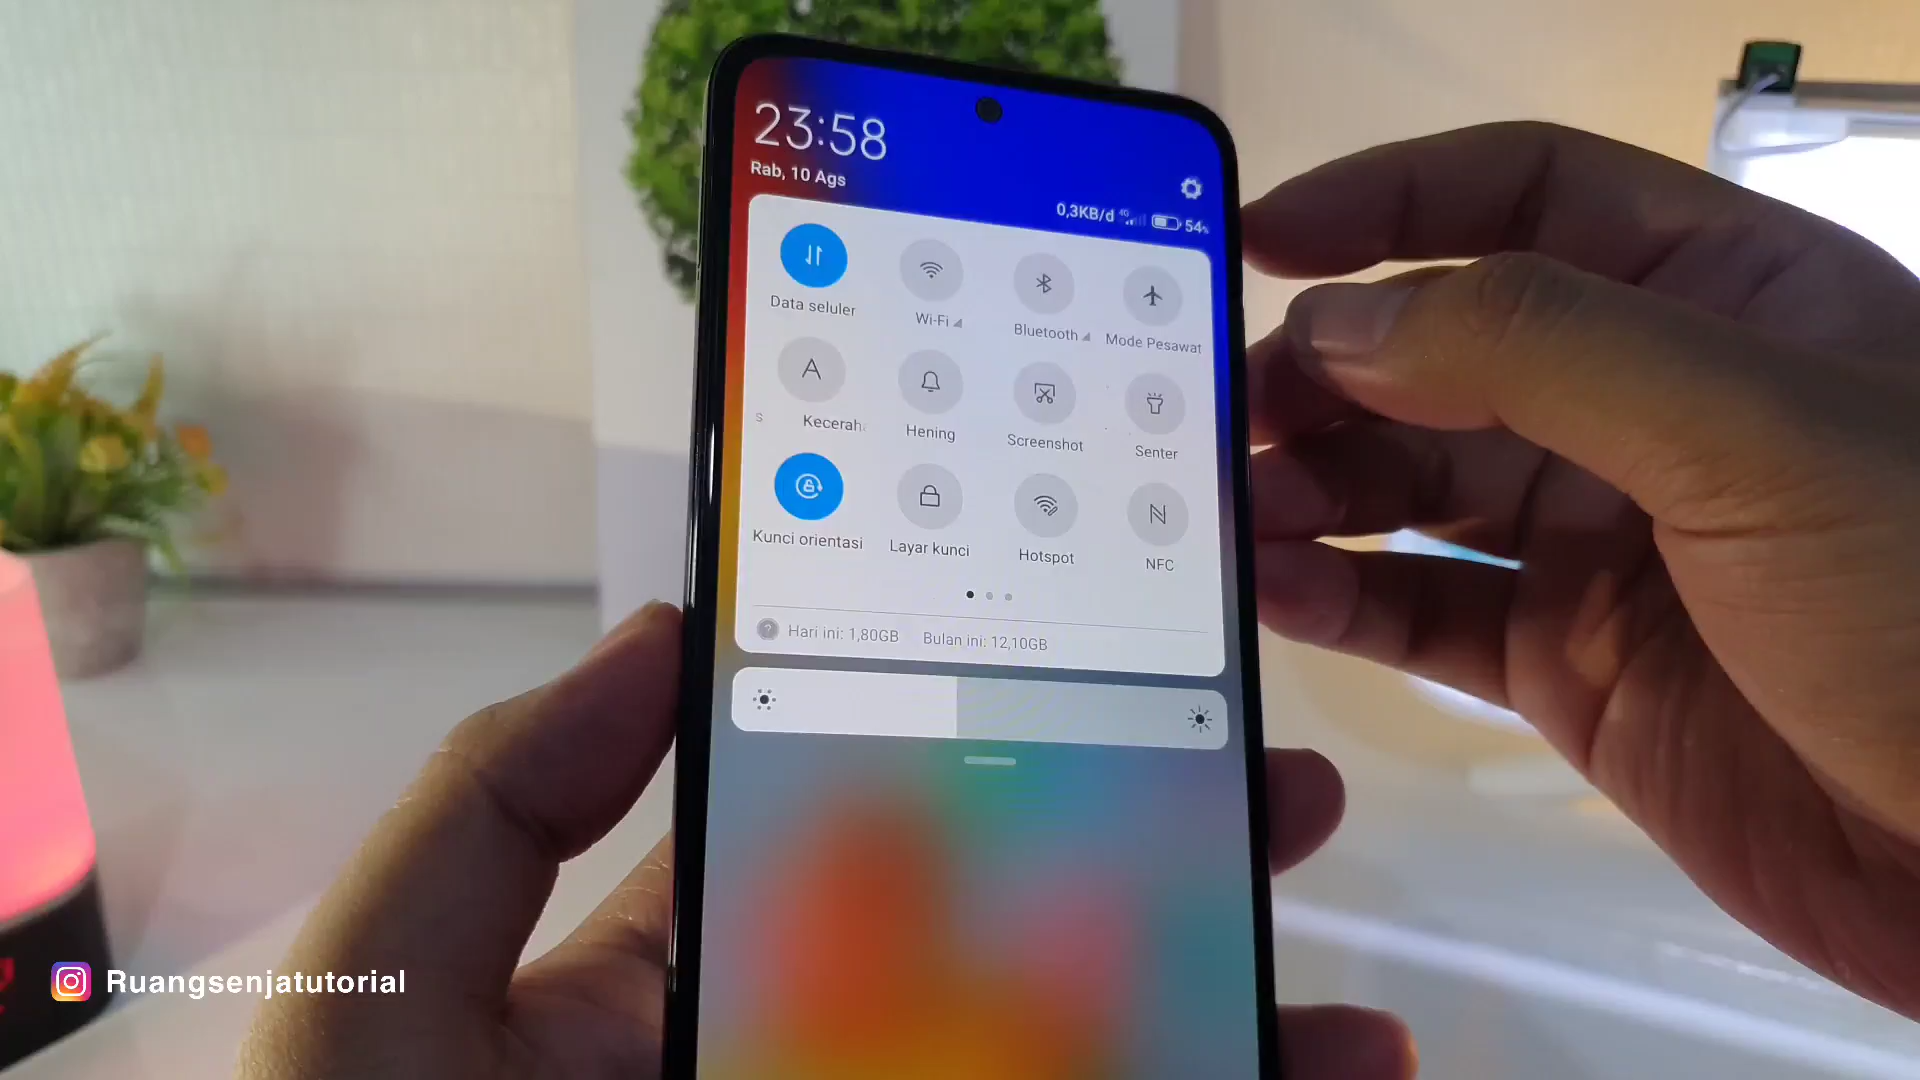 23:58
Rab, 10 Ags
0,3KB/d 4G 54%
Data seluler
Wi-Fi
Bluetooth
Mode Pesawat
A
s Kecerah
Hening
Screenshot
Senter
Kunci orientasi
Layar kunci
Hotspot
NFC
? Hari ini: 1,80GB Bulan ini: 12,10GB
Ruangsenjatutorial